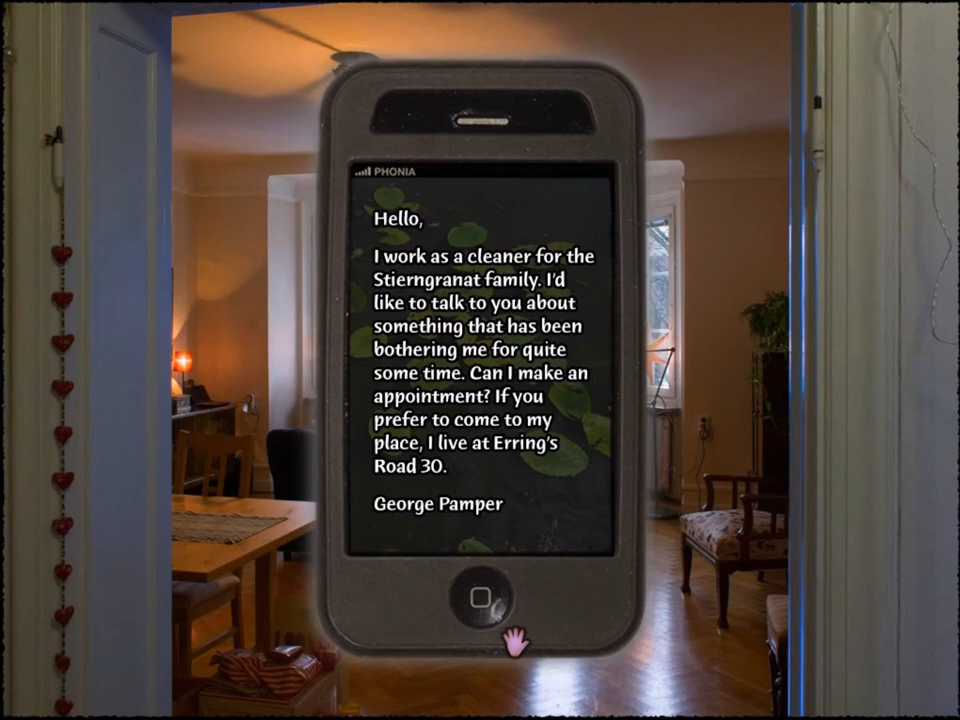 PHONIA
Hello,
I work as a cleaner for the
Stierngranat family. I'd
like to talk to you about
something that has been
bothering me for quite
some time. Can I make an
appointment? If you
prefer to come to my
place, I live at Erring's
Road 30.
George Pamper